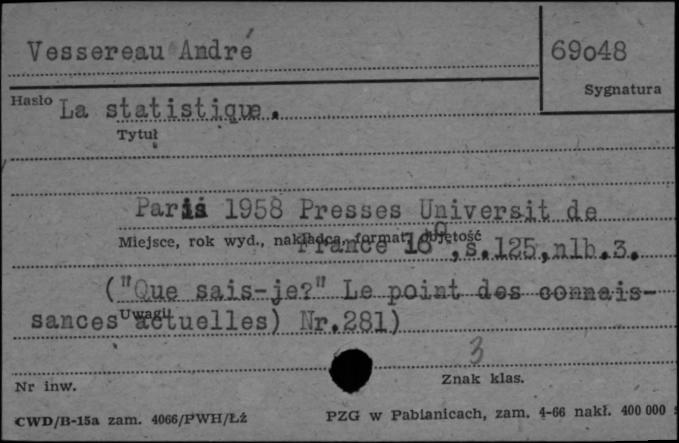 Vessereau André
69o48
Sygnatura
Hasło La statistique.
Tytuł
Paris 1958 Presses Universit de
Miejsce, rok wyd., nakładca, format, objętość
France 16°,s.125,nlb.3.
("Que sais-je?" Le point des connais-
sances actuelles) Nr.281)
Uwagi
3
Nr inw.
Znak klas.
CWD/B-15a zam. 4066/PWH/Łż
PZG w Pabianicach, zam. 4-66 nakł. 400 000